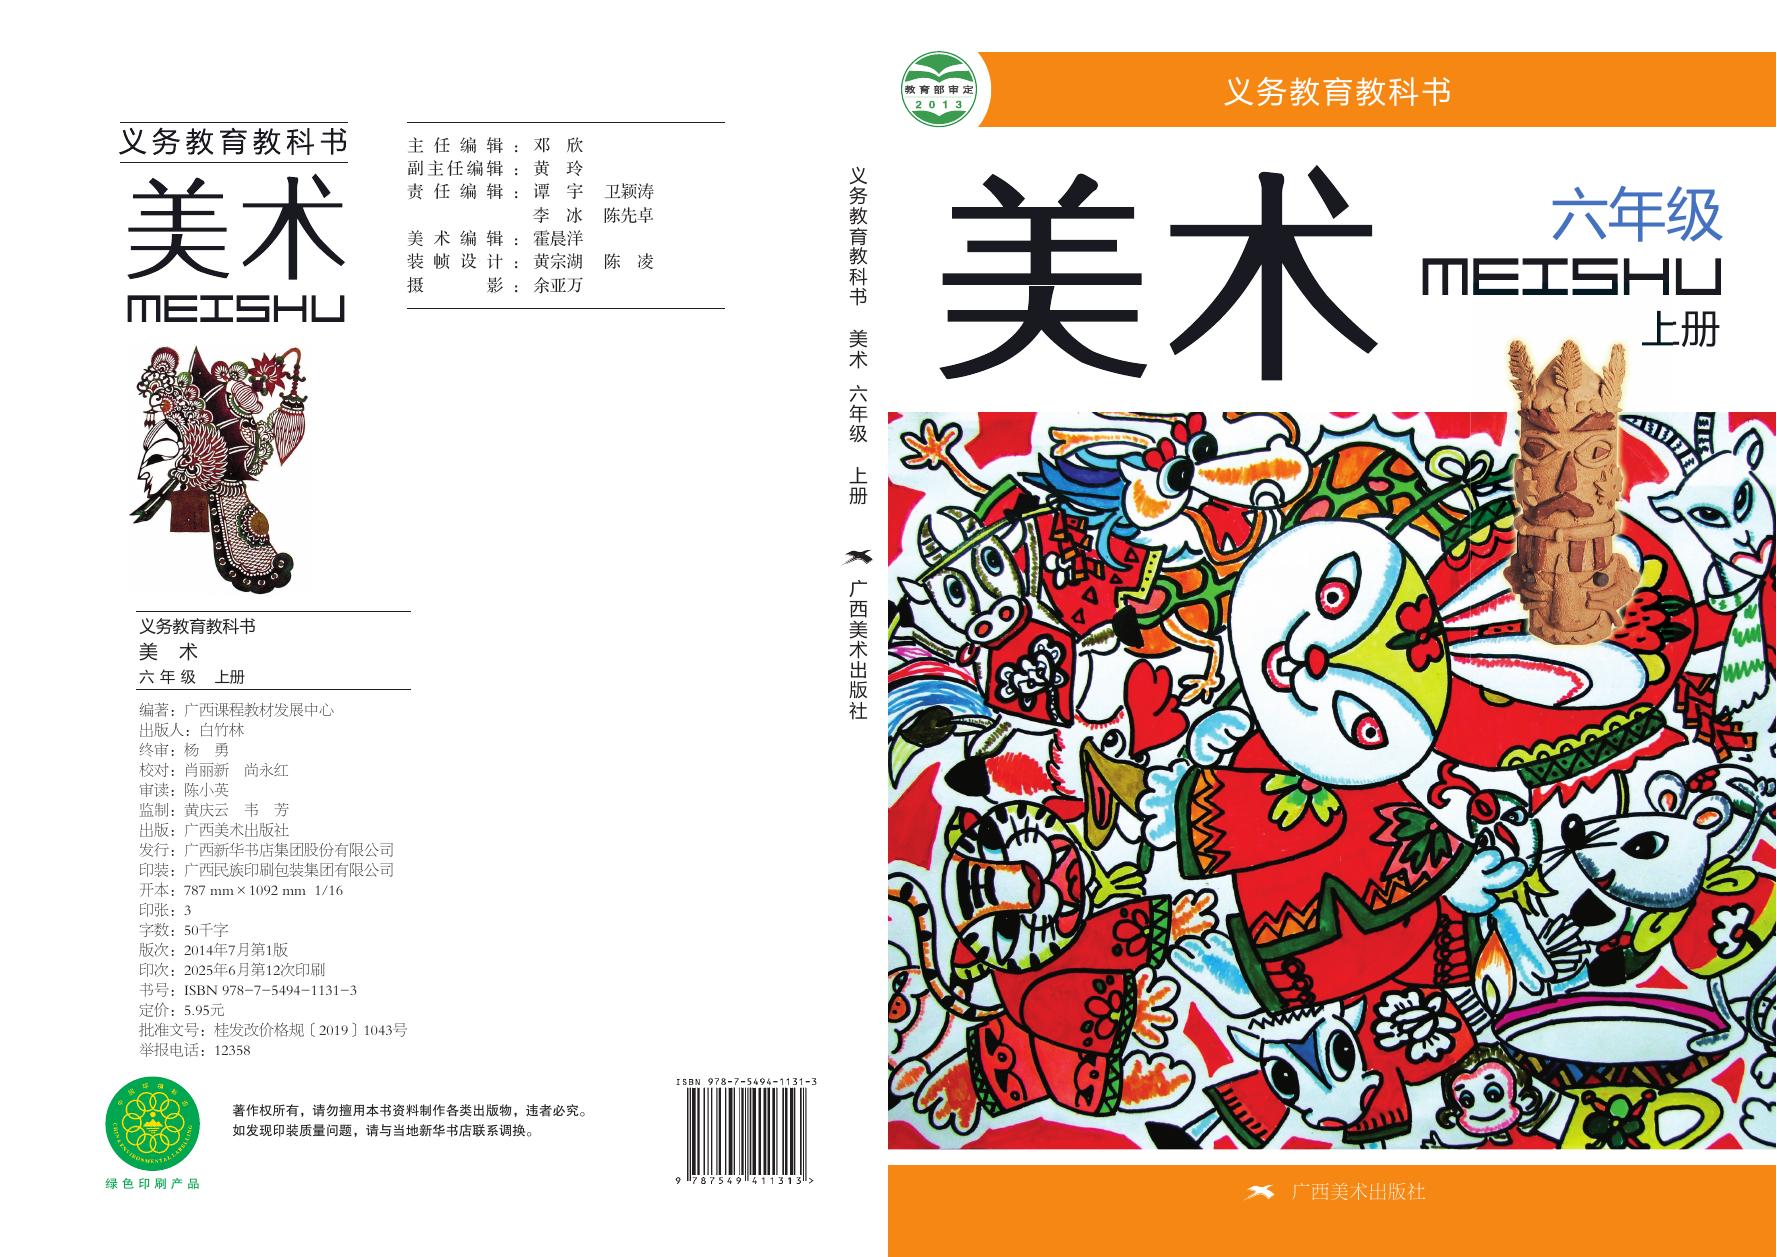 义务教育教科书
美术
MEISHU
主任编辑：邓 欣
副主任编辑：黄 玲
责任编辑：谭 宇 卫颖涛
李 冰 陈先卓
美术编辑：霍晨洋
装帧设计：黄宗湖 陈 凌
摄 影：余亚万
义务教育教科书
美 术
六年级 上册
编著：广西课程教材发展中心
出版人：白竹林
终审：杨 勇
校对：肖丽新 尚永红
审读：陈小英
监制：黄庆云 韦 芳
出版：广西美术出版社
发行：广西新华书店集团股份有限公司
印装：广西民族印刷包装集团有限公司
开本：787 mm×1092 mm 1/16
印张：3
字数：50千字
版次：2014年7月第1版
印次：2025年6月第12次印刷
书号：ISBN 978-7-5494-1131-3
定价：5.95元
批准文号：桂发改价格规〔2019〕1043号
举报电话：12358
中国环境标志
CHINA ENVIRONMENTAL LABELLING
绿色印刷产品
著作权所有，请勿擅用本书资料制作各类出版物，违者必究。
如发现印装质量问题，请与当地新华书店联系调换。
ISBN 978-7-5494-1131-3
9 787549 411313 >
义务教育教科书 美术 六年级 上册 广西美术出版社
教育部审定
2013
义务教育教科书
美术
六年级
MEISHU
上册
广西美术出版社